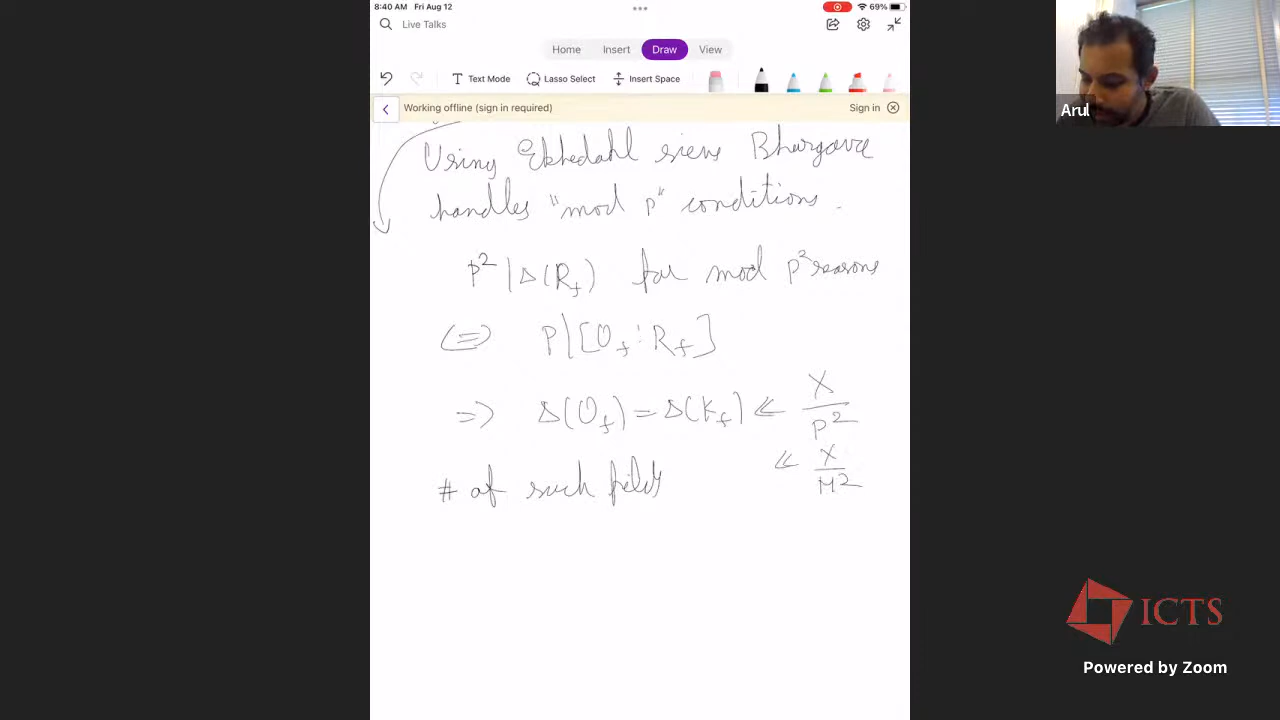 8:40 AM Fri Aug 12
69%
Live Talks
Home Insert Draw View
Text Mode Lasso Select Insert Space
Working offline (sign in required) Sign in
Using Ekhedahl sieve Bhargava
handles "mod p" conditions.
p² | Δ(R_f) for mod p² reasons
(⇔) p | [O_f : R_f]
⇒ Δ(O_f) = Δ(K_f) ≪ X/p²
≪ X/M²
# of such fields
Arul
ICTS
Powered by Zoom